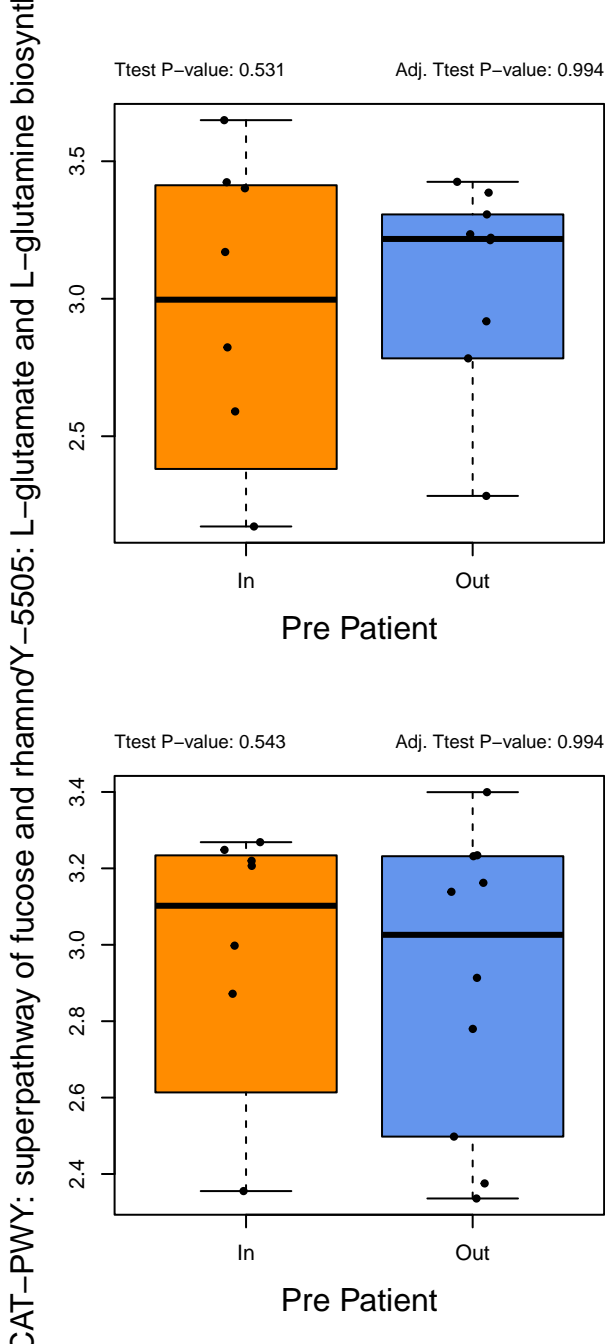 Ttest P−value: 0.531
Adj. Ttest P−value: 0.994
Y−5505: L−glutamate and L−glutamine
3.5
3.0
2.5
In
Out
Pre Patient
Ttest P−value: 0.543
Adj. Ttest P−value: 0.994
CAT−PWY: superpathway of fucose and
3.4
3.2
3.0
2.8
2.6
2.4
In
Out
Pre Patient